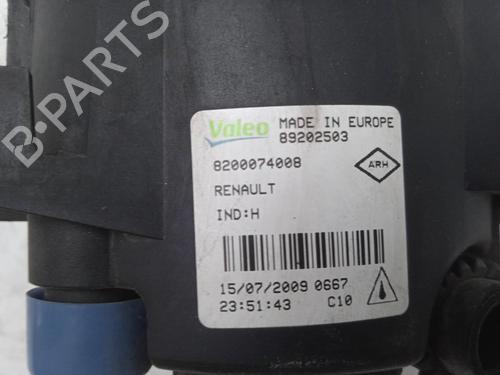 Valeo MADE IN EUROPE
89202503
8200074008
ARH
RENAULT
IND:H
15/07/2009 0667
23:51:43 C10
B-PARTS